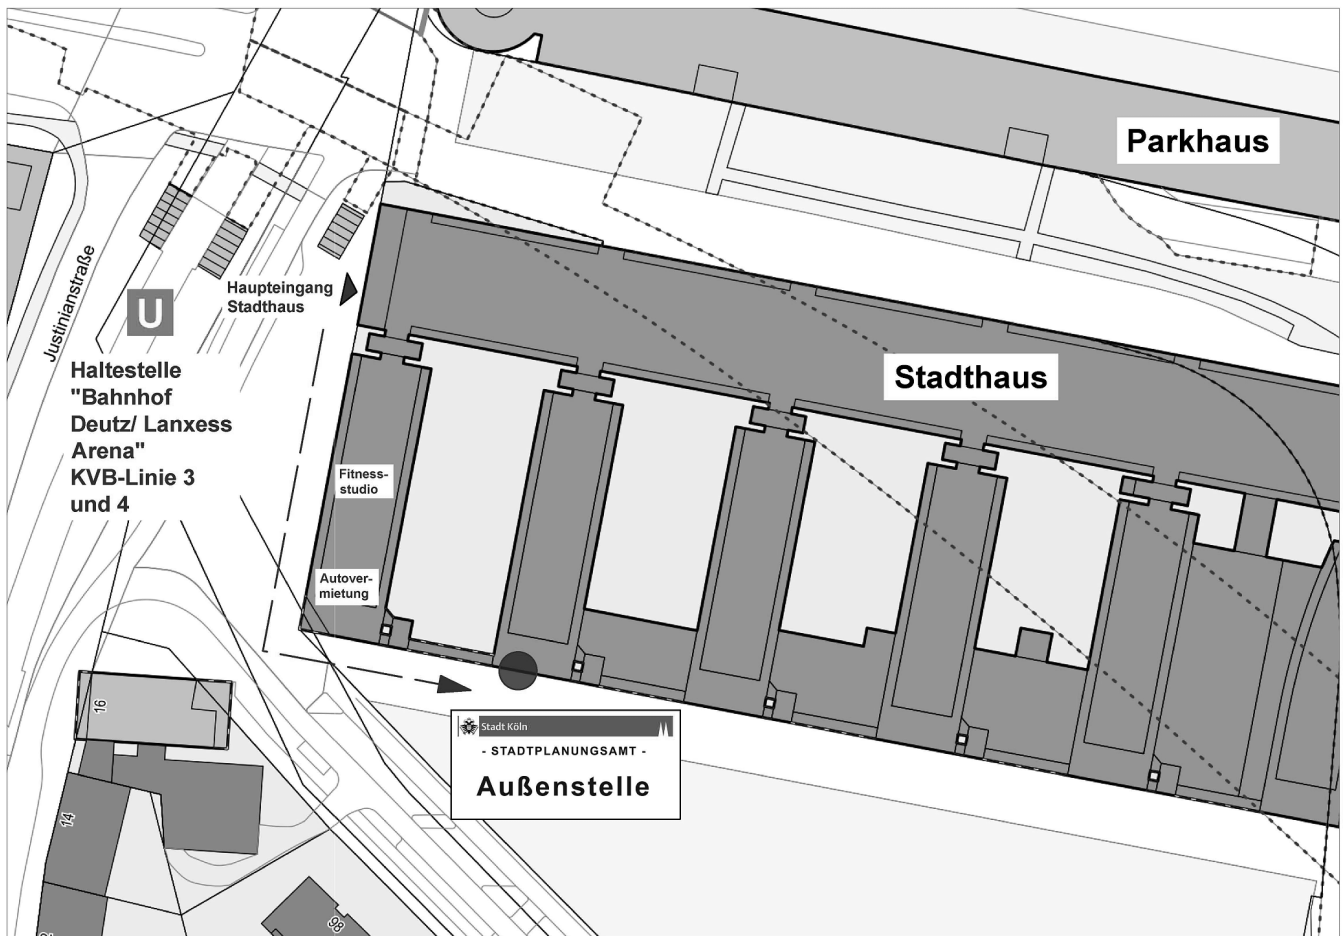 Parkhaus
Justinianstraße
U
Haupteingang
Stadthaus
Haltestelle
"Bahnhof
Deutz/ Lanxess
Arena"
KVB-Linie 3
und 4
Stadthaus
Fitness-
studio
Autover-
mietung
16
14
98
Stadt Köln
- STADTPLANUNGSAMT -
Außenstelle